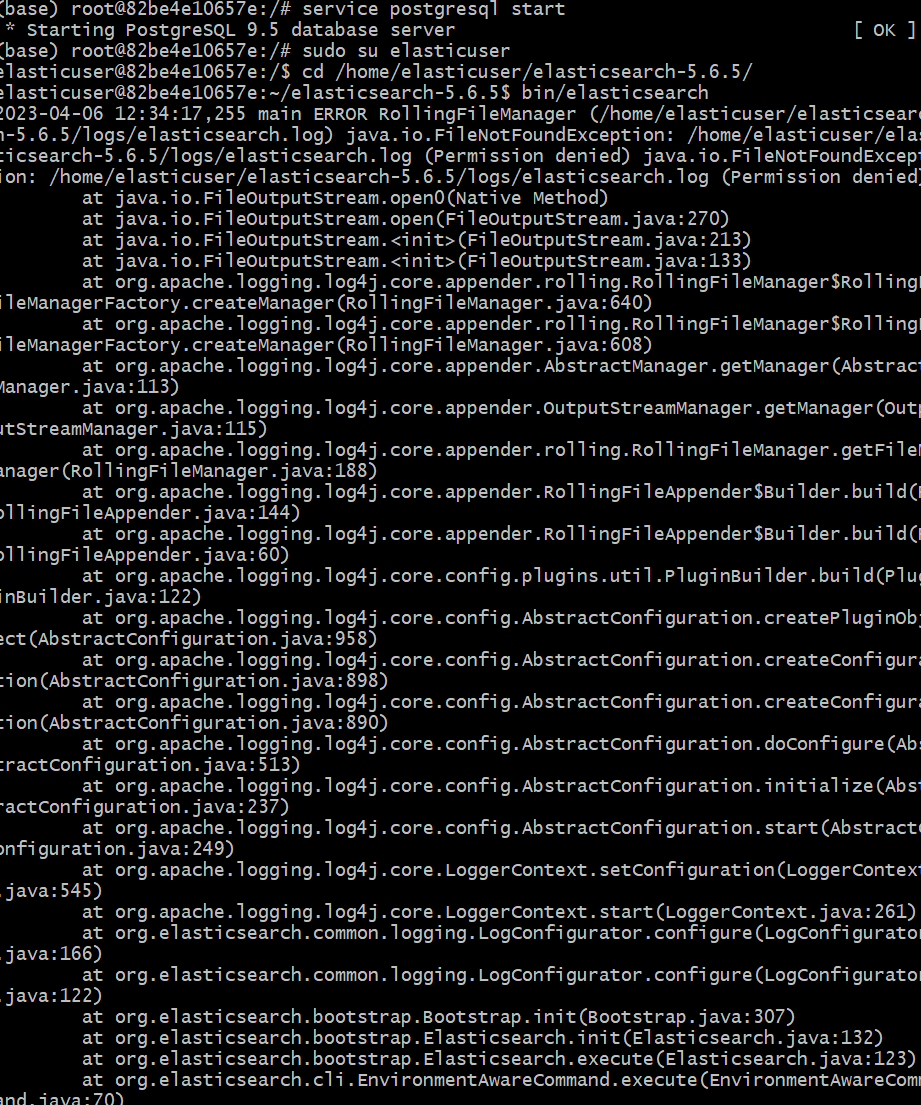 (base) root@82be4e10657e:/# service postgresql start
* Starting PostgreSQL 9.5 database server [ OK ]
(base) root@82be4e10657e:/# sudo su elasticuser
elasticuser@82be4e10657e:/$ cd /home/elasticuser/elasticsearch-5.6.5/
elasticuser@82be4e10657e:~/elasticsearch-5.6.5$ bin/elasticsearch
2023-04-06 12:34:17,255 main ERROR RollingFileManager (/home/elasticuser/elasticsearc
h-5.6.5/logs/elasticsearch.log) java.io.FileNotFoundException: /home/elasticuser/elas
ticsearch-5.6.5/logs/elasticsearch.log (Permission denied) java.io.FileNotFoundExcept
ion: /home/elasticuser/elasticsearch-5.6.5/logs/elasticsearch.log (Permission denied)
at java.io.FileOutputStream.open0(Native Method)
at java.io.FileOutputStream.open(FileOutputStream.java:270)
at java.io.FileOutputStream.<init>(FileOutputStream.java:213)
at java.io.FileOutputStream.<init>(FileOutputStream.java:133)
at org.apache.logging.log4j.core.appender.rolling.RollingFileManager$RollingF
ileManagerFactory.createManager(RollingFileManager.java:640)
at org.apache.logging.log4j.core.appender.rolling.RollingFileManager$RollingF
ileManagerFactory.createManager(RollingFileManager.java:608)
at org.apache.logging.log4j.core.appender.AbstractManager.getManager(Abstract
Manager.java:113)
at org.apache.logging.log4j.core.appender.OutputStreamManager.getManager(Outp
utStreamManager.java:115)
at org.apache.logging.log4j.core.appender.rolling.RollingFileManager.getFileM
anager(RollingFileManager.java:188)
at org.apache.logging.log4j.core.appender.RollingFileAppender$Builder.build(R
ollingFileAppender.java:144)
at org.apache.logging.log4j.core.appender.RollingFileAppender$Builder.build(R
ollingFileAppender.java:60)
at org.apache.logging.log4j.core.config.plugins.util.PluginBuilder.build(Plug
inBuilder.java:122)
at org.apache.logging.log4j.core.config.AbstractConfiguration.createPluginObj
ect(AbstractConfiguration.java:958)
at org.apache.logging.log4j.core.config.AbstractConfiguration.createConfigura
tion(AbstractConfiguration.java:898)
at org.apache.logging.log4j.core.config.AbstractConfiguration.createConfigura
tion(AbstractConfiguration.java:890)
at org.apache.logging.log4j.core.config.AbstractConfiguration.doConfigure(Abs
tractConfiguration.java:513)
at org.apache.logging.log4j.core.config.AbstractConfiguration.initialize(Abst
ractConfiguration.java:237)
at org.apache.logging.log4j.core.config.AbstractConfiguration.start(AbstractC
onfiguration.java:249)
at org.apache.logging.log4j.core.LoggerContext.setConfiguration(LoggerContext
.java:545)
at org.apache.logging.log4j.core.LoggerContext.start(LoggerContext.java:261)
at org.elasticsearch.common.logging.LogConfigurator.configure(LogConfigurator
.java:166)
at org.elasticsearch.common.logging.LogConfigurator.configure(LogConfigurator
.java:122)
at org.elasticsearch.bootstrap.Bootstrap.init(Bootstrap.java:307)
at org.elasticsearch.bootstrap.Elasticsearch.init(Elasticsearch.java:132)
at org.elasticsearch.bootstrap.Elasticsearch.execute(Elasticsearch.java:123)
at org.elasticsearch.cli.EnvironmentAwareCommand.execute(EnvironmentAwareComm
and.java:70)